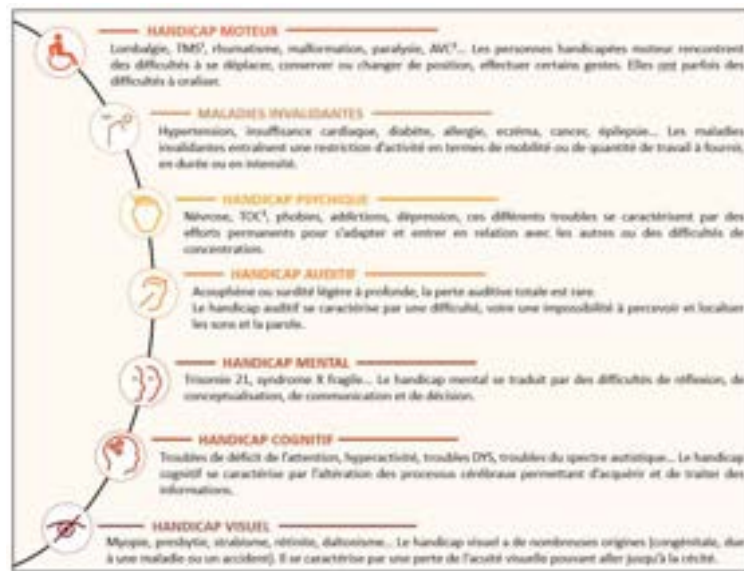 HANDICAP MOTEUR
Lombalgie, TMS¹, rhumatisme, malformation, paralysie, AVC²... Les personnes handicapées moteur rencontrent
des difficultés à se déplacer, conserver ou changer de position, effectuer certains gestes. Elles ont parfois des
difficultés à oraliser.
MALADIES INVALIDANTES
Hypertension, insuffisance cardiaque, diabète, allergie, eczéma, cancer, épilepsie... Les maladies
invalidantes entraînent une restriction d'activité en termes de mobilité ou de quantité de travail à fournir,
en durée ou en intensité.
HANDICAP PSYCHIQUE
Névrose, TOC³, phobies, addictions, dépression, ces différents troubles se caractérisent par des
efforts permanents pour s'adapter et entrer en relation avec les autres ou des difficultés de
concentration.
HANDICAP AUDITIF
Acouphène ou surdité légère à profonde, la perte auditive totale est rare.
Le handicap auditif se caractérise par une difficulté, voire une impossibilité à percevoir et localiser
les sons et la parole.
HANDICAP MENTAL
Trisomie 21, syndrome X fragile... Le handicap mental se traduit par des difficultés de réflexion, de
conceptualisation, de communication et de décision.
HANDICAP COGNITIF
Troubles de déficit de l'attention, hyperactivité, troubles DYS, troubles du spectre autistique... Le handicap
cognitif se caractérise par l'altération des processus cérébraux permettant d'acquérir et de traiter des
informations.
HANDICAP VISUEL
Myopie, presbytie, strabisme, rétinite, daltonisme... Le handicap visuel a de nombreuses origines (congénitale, due
à une maladie ou un accident). Il se caractérise par une perte de l'acuité visuelle pouvant aller jusqu'à la cécité.